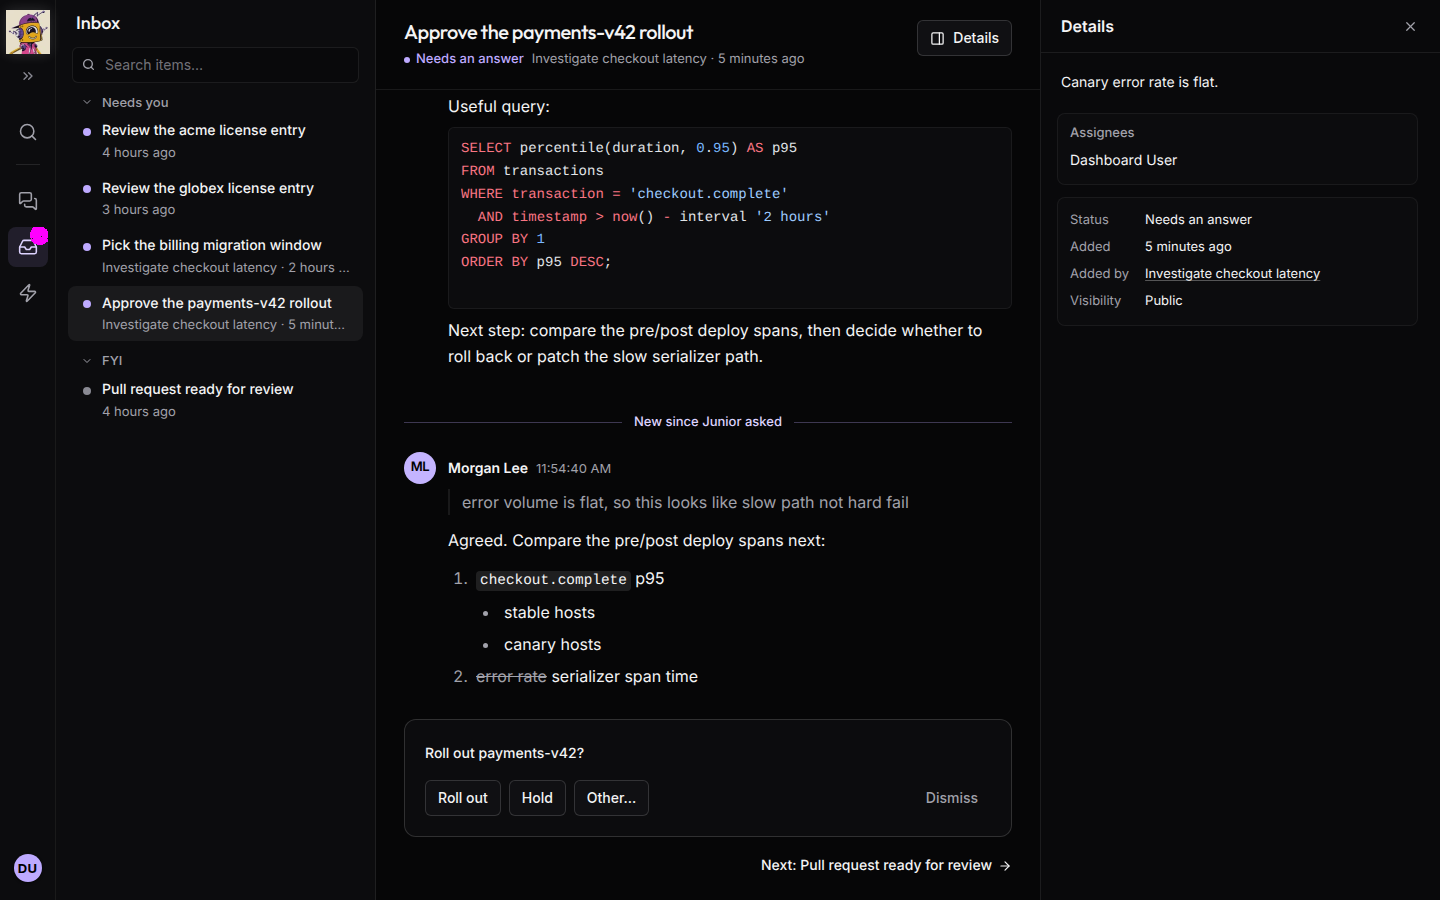 Inbox
Search items...
Needs you
Review the acme license entry
4 hours ago
Review the globex license entry
3 hours ago
Pick the billing migration window
Investigate checkout latency · 2 hours ...
Approve the payments-v42 rollout
Investigate checkout latency · 5 minut...
FYI
Pull request ready for review
4 hours ago
DU
Approve the payments-v42 rollout
Needs an answer Investigate checkout latency · 5 minutes ago
Details
Useful query:
SELECT percentile(duration, 0.95) AS p95
FROM transactions
WHERE transaction = 'checkout.complete'
  AND timestamp > now() - interval '2 hours'
GROUP BY 1
ORDER BY p95 DESC;
Next step: compare the pre/post deploy spans, then decide whether to
roll back or patch the slow serializer path.
New since Junior asked
ML Morgan Lee 11:54:40 AM
error volume is flat, so this looks like slow path not hard fail
Agreed. Compare the pre/post deploy spans next:
1. checkout.complete p95
• stable hosts
• canary hosts
2. error rate serializer span time
Roll out payments-v42?
Roll out Hold Other... Dismiss
Next: Pull request ready for review →
Details
Canary error rate is flat.
Assignees
Dashboard User
Status Needs an answer
Added 5 minutes ago
Added by Investigate checkout latency
Visibility Public